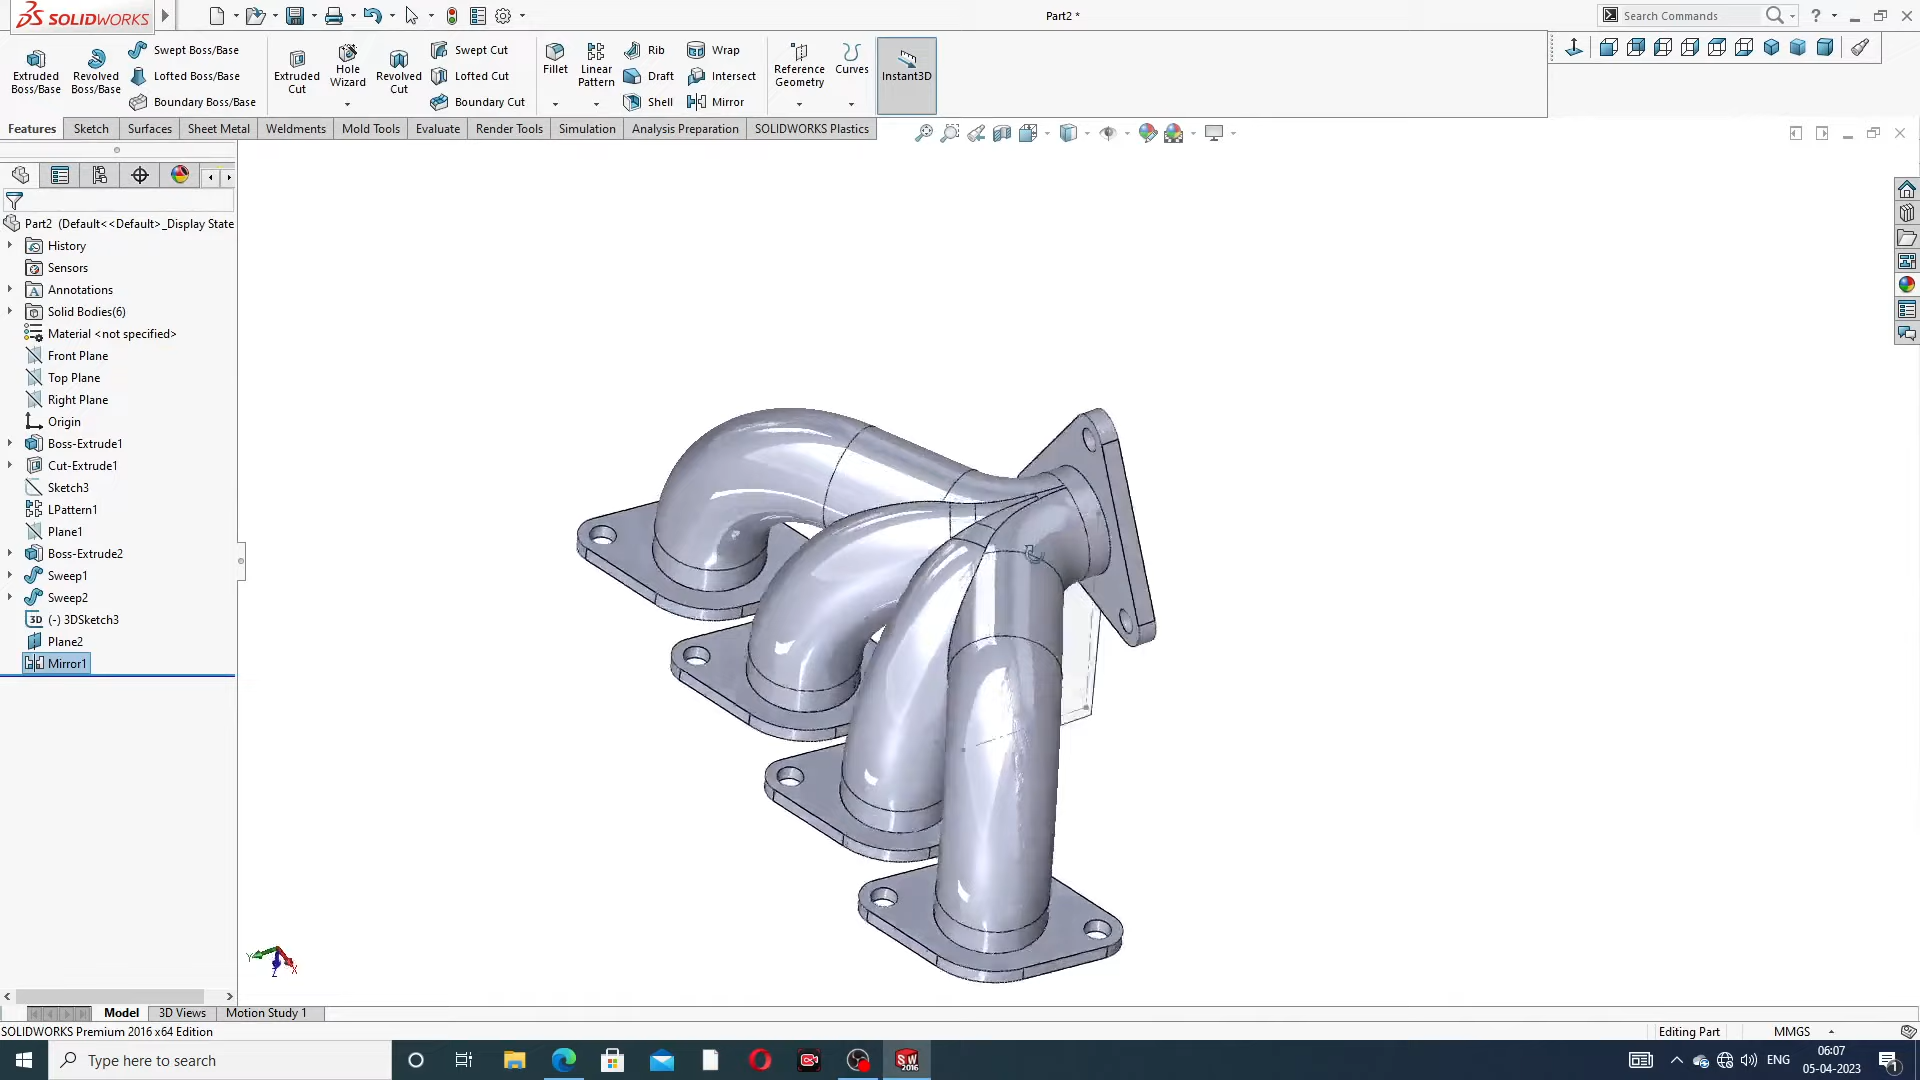 SOLIDWORKS
Part2 *
Search Commands
Extruded Boss/Base
Revolved Boss/Base
Swept Boss/Base
Lofted Boss/Base
Boundary Boss/Base
Extruded Cut
Hole Wizard
Revolved Cut
Swept Cut
Lofted Cut
Boundary Cut
Fillet
Linear Pattern
Rib
Draft
Shell
Wrap
Intersect
Mirror
Reference Geometry
Curves
Instant3D
Features
Sketch
Surfaces
Sheet Metal
Weldments
Mold Tools
Evaluate
Render Tools
Simulation
Analysis Preparation
SOLIDWORKS Plastics
Part2 (Default<<Default>_Display State
History
Sensors
Annotations
Solid Bodies(6)
Material <not specified>
Front Plane
Top Plane
Right Plane
Origin
Boss-Extrude1
Cut-Extrude1
Sketch3
LPattern1
Plane1
Boss-Extrude2
Sweep1
Sweep2
3D (-) 3DSketch3
Plane2
Mirror1
Y Z X
Model
3D Views
Motion Study 1
SOLIDWORKS Premium 2016 x64 Edition
Editing Part
MMGS
Type here to search
SW 2016
ENG
06:07
05-04-2023
1